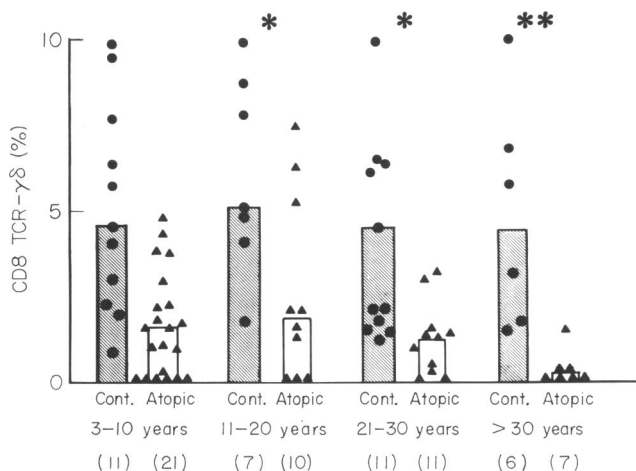 * * **
10
5
0
CD8 TCR-γδ (%)
Cont. Atopic Cont. Atopic Cont. Atopic Cont. Atopic
3-10 years 11-20 years 21-30 years >30 years
(11) (21) (7) (10) (11) (11) (6) (7)